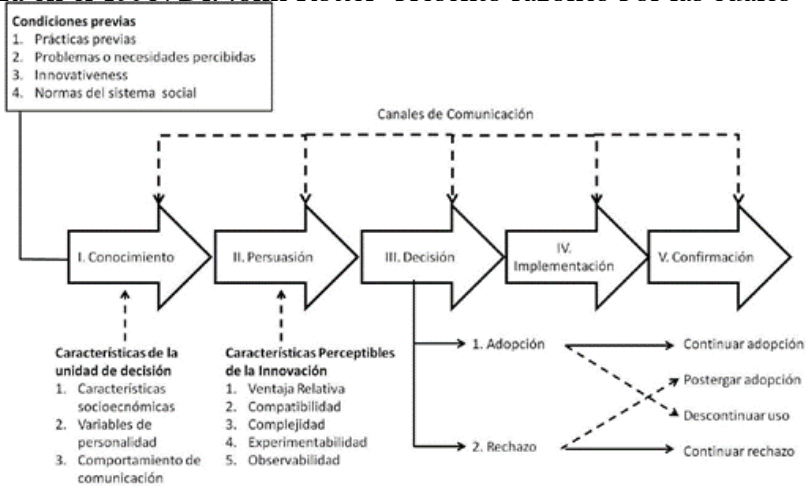 Condiciones previas
1. Prácticas previas
2. Problemas o necesidades percibidas
3. Innovativeness
4. Normas del sistema social
Canales de Comunicación
I. Conocimiento
II. Persuasión
III. Decisión
IV.
Implementación
V. Confirmación
Características de la
unidad de decisión
1. Características
socioecnómicas
2. Variables de
personalidad
3. Comportamiento de
comunicación
Características Perceptibles
de la Innovación
1. Ventaja Relativa
2. Compatibilidad
3. Complejidad
4. Experimentabilidad
5. Observabilidad
1. Adopción
2. Rechazo
Continuar adopción
Postergar adopción
Descontinuar uso
Continuar rechazo